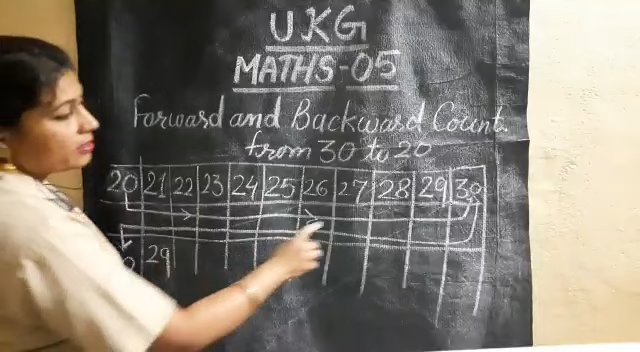 UKG
MATHS-05
Forward and Backward Count
from 30 to 20
20 21 22 23 24 25 26 27 28 29 30
29